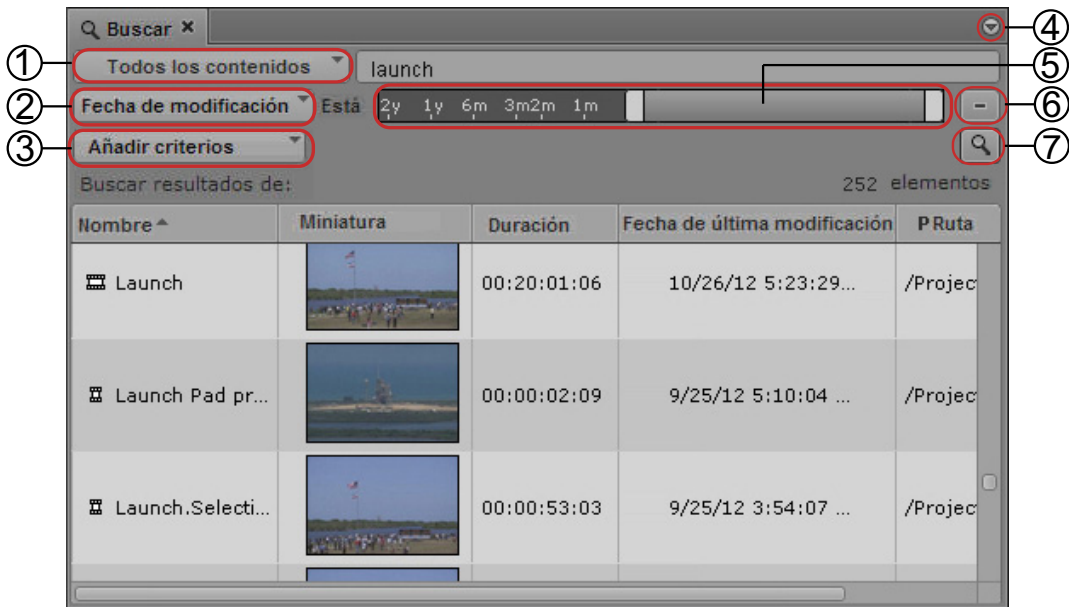 Buscar
④
① Todos los contenidos launch
⑤
② Fecha de modificación Está 2y 1y 6m 3m2m 1m - ⑥
③ Añadir criterios ⑦
Buscar resultados de: 252 elementos
Nombre Miniatura Duración Fecha de última modificación P Ruta
Launch 00:20:01:06 10/26/12 5:23:29... /Projec
Launch Pad pr... 00:00:02:09 9/25/12 5:10:04 ... /Projec
Launch.Selecti... 00:00:53:03 9/25/12 3:54:07 ... /Projec